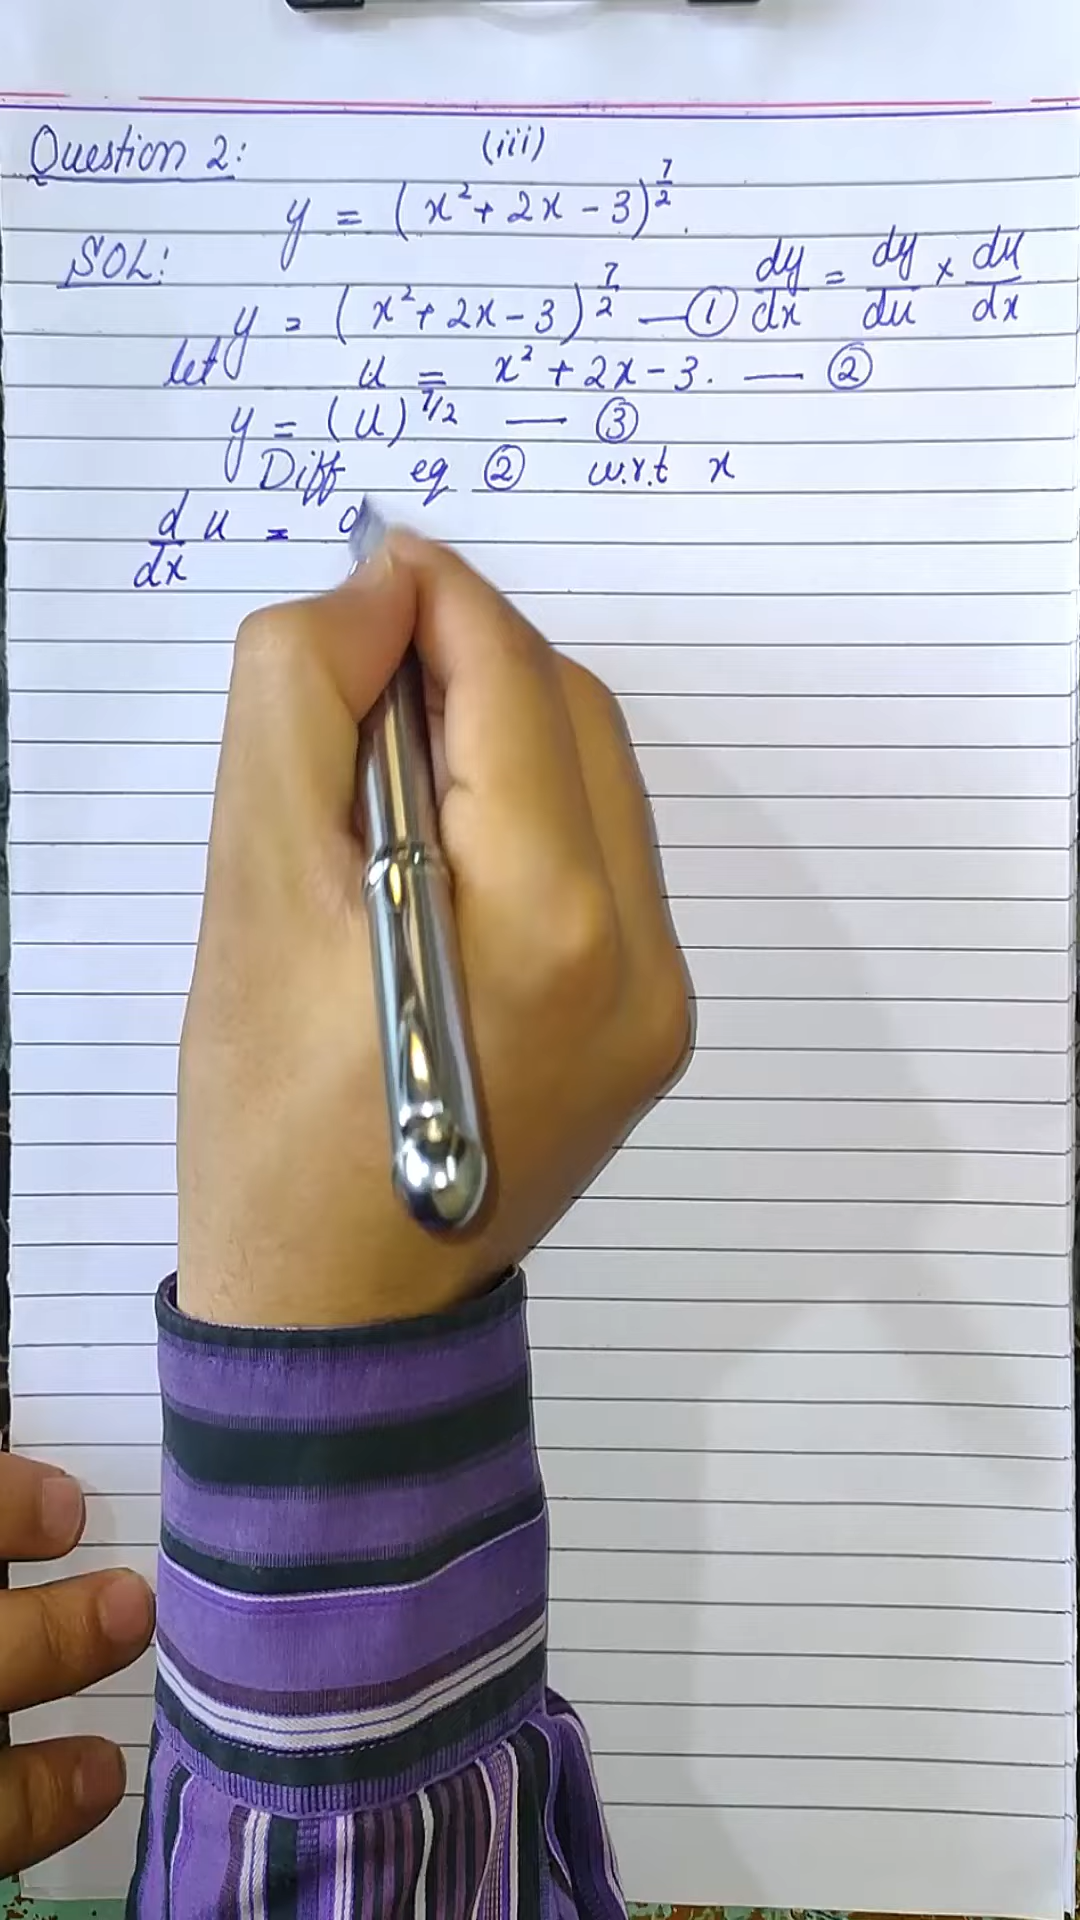 Question 2: (iii)
y = (x² + 2x - 3)^7/2.
SOL:
y = (x² + 2x - 3)^7/2 — ① dy/dx = dy/du × du/dx
let u = x² + 2x - 3. — ②
y = (u)^7/2 — ③
Diff eq ② w.r.t x
d/dx u = d